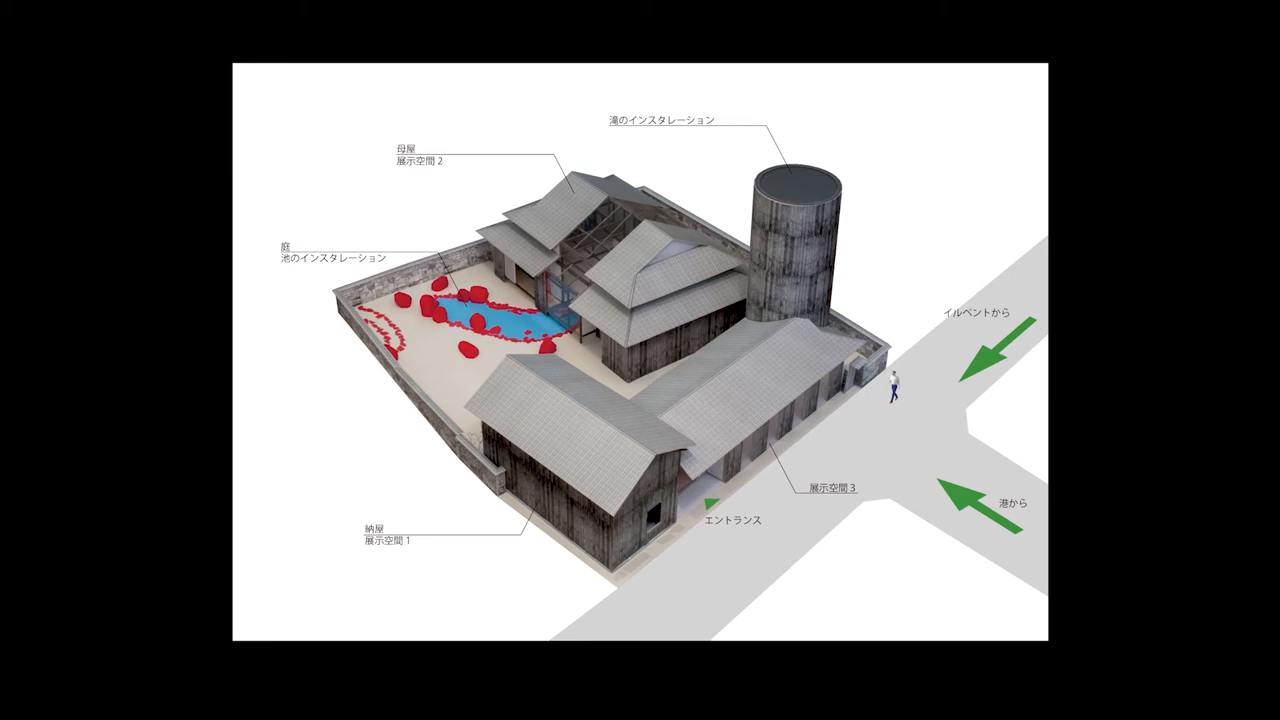 滝のインスタレーション
母屋
展示空間 2
庭
池のインスタレーション
イルベントから
展示空間 3
港から
エントランス
納屋
展示空間 1